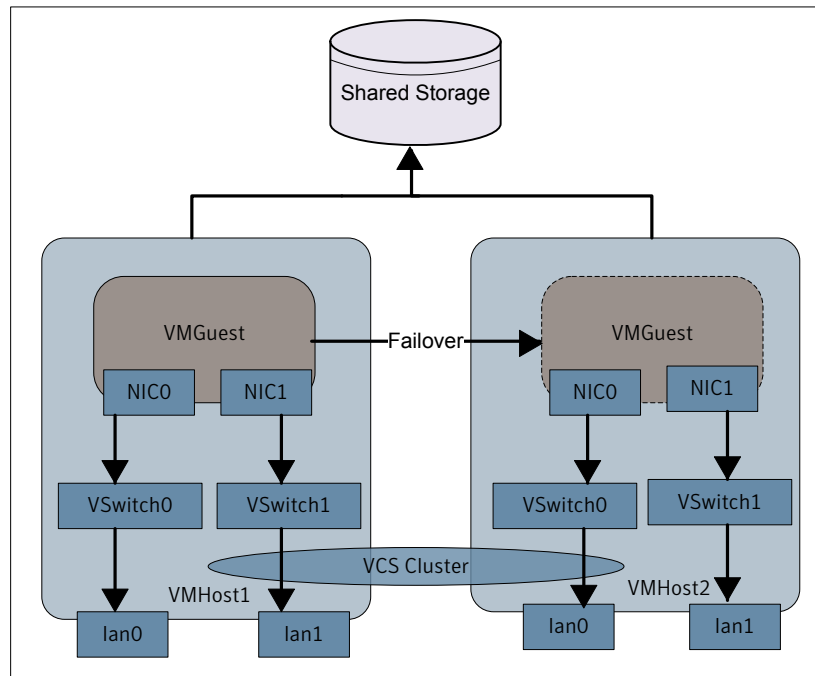 Shared Storage
VMGuest
Failover
VMGuest
NIC0
NIC1
NIC0
NIC1
VSwitch0
VSwitch1
VSwitch0
VSwitch1
VCS Cluster
VMHost1
VMHost2
lan0
lan1
lan0
lan1